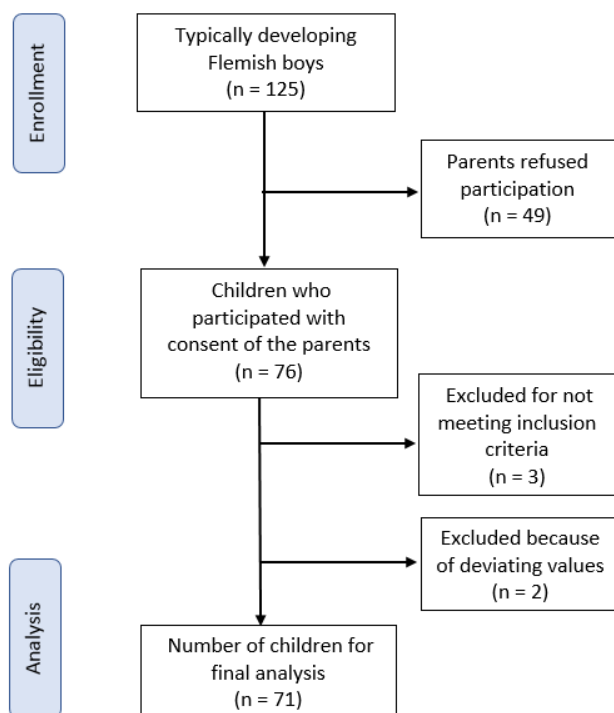 Enrollment
Typically developing
Flemish boys
(n = 125)
Parents refused
participation
(n = 49)
Eligibility
Children who
participated with
consent of the parents
(n = 76)
Excluded for not
meeting inclusion
criteria
(n = 3)
Excluded because
of deviating values
(n = 2)
Analysis
Number of children for
final analysis
(n = 71)